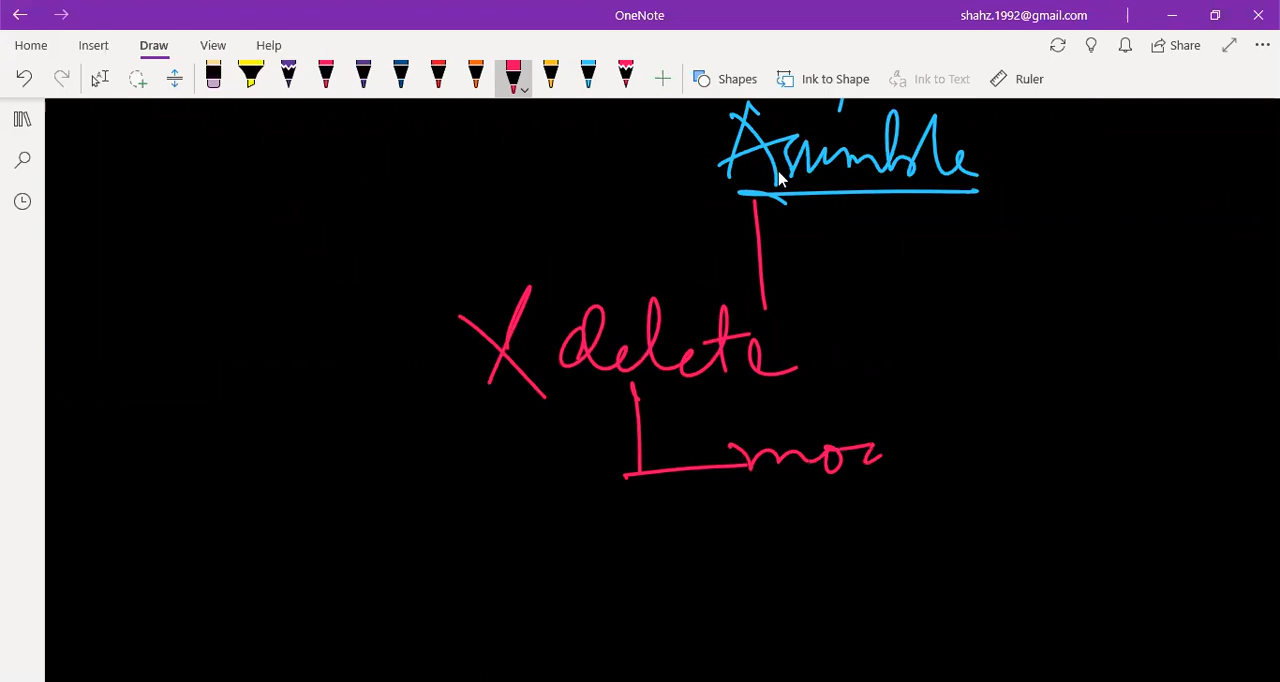 OneNote
shahz.1992@gmail.com
Home Insert Draw View Help
Share
Shapes Ink to Shape Ink to Text Ruler
X delete